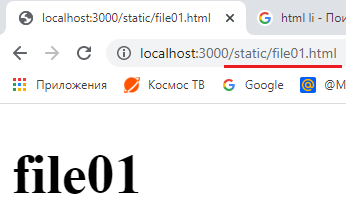 localhost:3000/static/file01.html
html li - Пои
localhost:3000/static/file01.html
Приложения Космос ТВ Google @M
file01